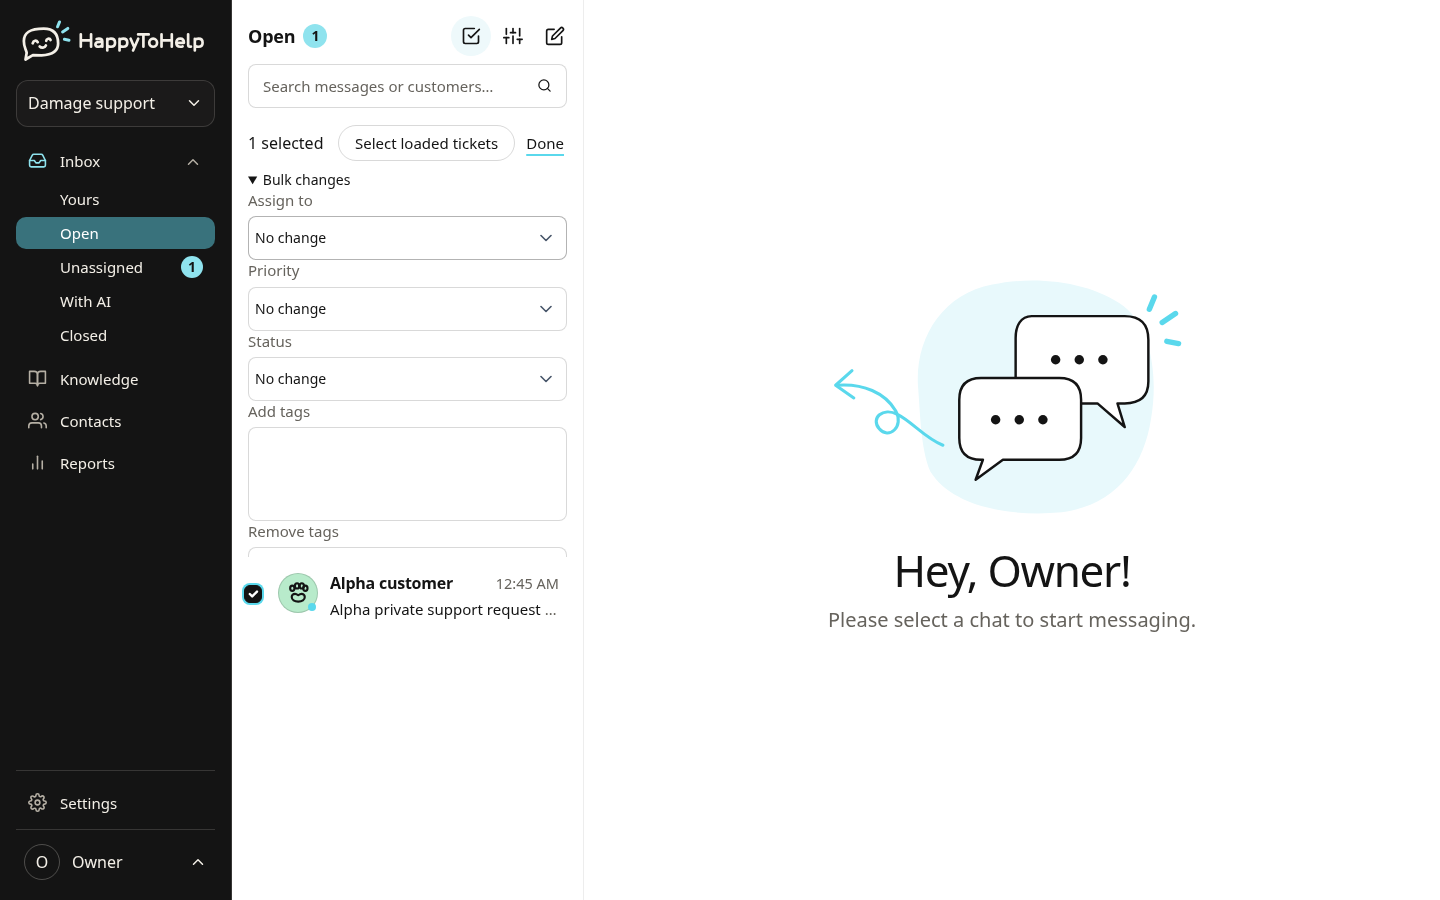 HappyToHelp
Damage support
Inbox
Yours
Open
Unassigned 1
With AI
Closed
Knowledge
Contacts
Reports
Settings
O Owner
Open 1
Search messages or customers...
1 selected Select loaded tickets Done
Bulk changes
Assign to
No change
Priority
No change
Status
No change
Add tags
Remove tags
Alpha customer 12:45 AM
Alpha private support request ...
Hey, Owner!
Please select a chat to start messaging.